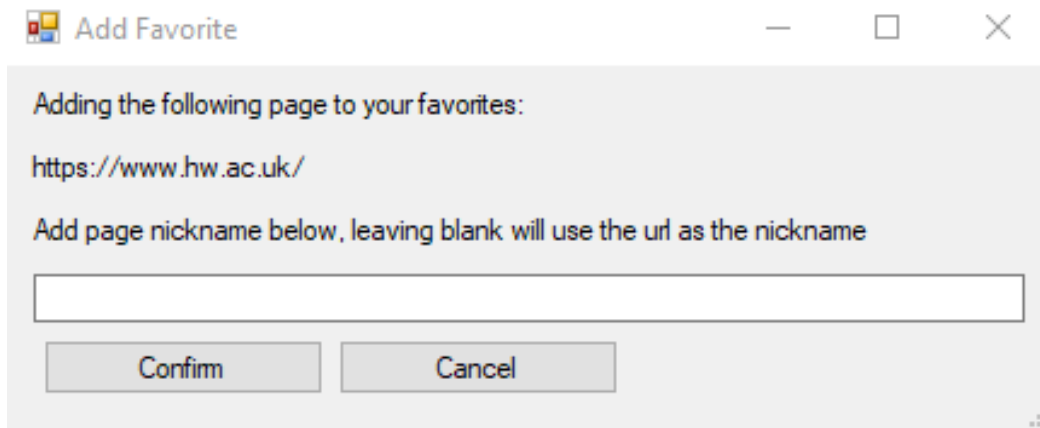 Add Favorite
Adding the following page to your favorites:
https://www.hw.ac.uk/
Add page nickname below, leaving blank will use the url as the nickname
Confirm Cancel